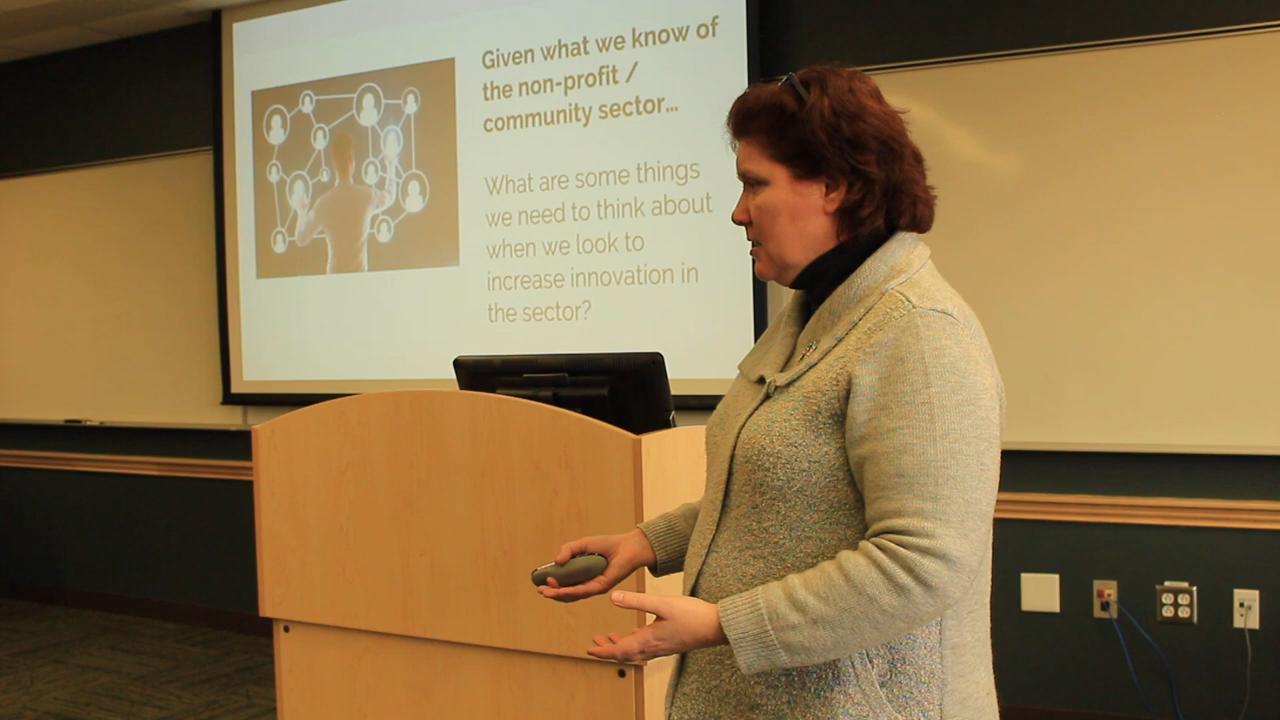 Given what we know of
the non-profit /
community sector...
What are some things
we need to think about
when we look to
increase innovation in
the sector?